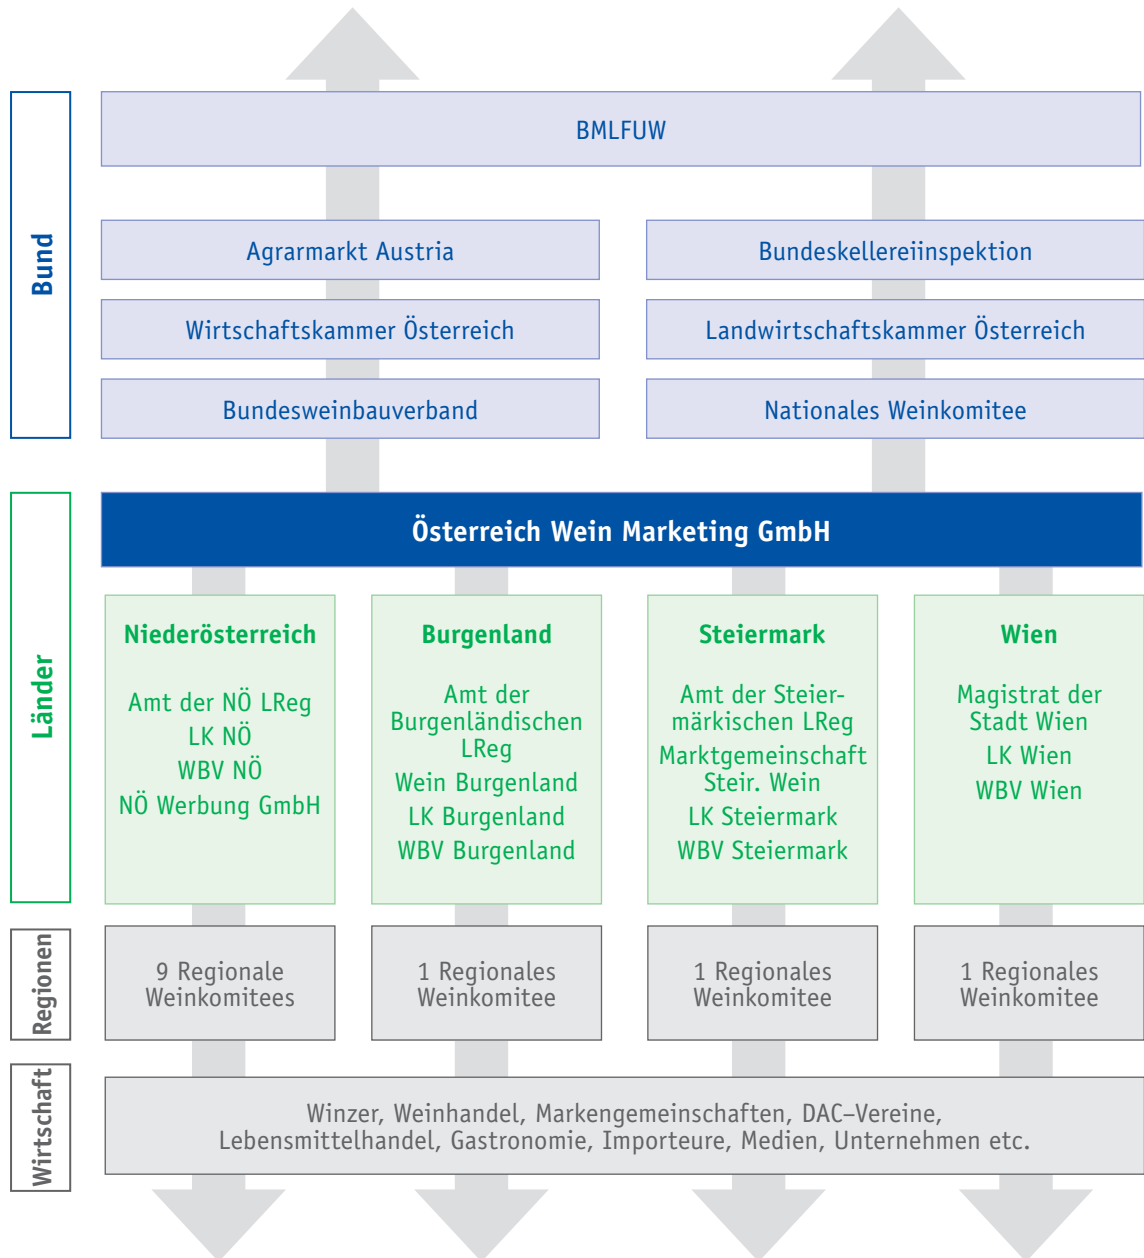 Bund
BMLFUW
Agrarmarkt Austria
Bundeskellereiinspektion
Wirtschaftskammer Österreich
Landwirtschaftskammer Österreich
Bundesweinbauverband
Nationales Weinkomitee
Länder
Österreich Wein Marketing GmbH
Niederösterreich
Amt der NÖ LReg
LK NÖ
WBV NÖ
NÖ Werbung GmbH
Burgenland
Amt der
Burgenländischen
LReg
Wein Burgenland
LK Burgenland
WBV Burgenland
Steiermark
Amt der Steier-
märkischen LReg
Marktgemeinschaft
Steir. Wein
LK Steiermark
WBV Steiermark
Wien
Magistrat der
Stadt Wien
LK Wien
WBV Wien
Regionen
9 Regionale
Weinkomitees
1 Regionales
Weinkomitee
1 Regionales
Weinkomitee
1 Regionales
Weinkomitee
Wirtschaft
Winzer, Weinhandel, Markengemeinschaften, DAC–Vereine,
Lebensmittelhandel, Gastronomie, Importeure, Medien, Unternehmen etc.